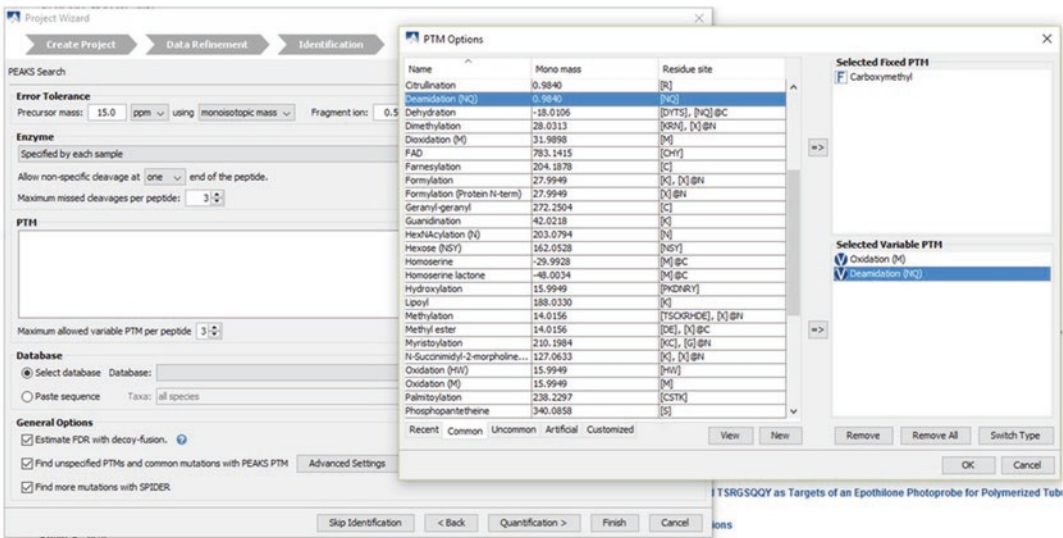 Project Wizard
Create Project
Data Refinement
Identification
PEAKS Search
Error Tolerance
Precursor mass: 15.0 ppm using monoisotopic mass Fragment ion: 0.5
Enzyme
Specified by each sample
Allow non-specific cleavage at one end of the peptide.
Maximum missed cleavages per peptide: 3
PTM
Maximum allowed variable PTM per peptide 3
Database
Select database Database:
Paste sequence Taxa: all species
General Options
Estimate FDR with decoy-fusion.
Find unspecified PTMs and common mutations with PEAKS PTM Advanced Settings
Find more mutations with SPIDER
Skip Identification < Back Quantification > Finish Cancel
PTM Options
Name Mono mass Residue site
Citrullination 0.9840 [R]
Deamidation (NQ) 0.9840 [NQ]
Dehydration -18.0106 [DYTS], [NQ]@C
Dimethylation 28.0313 [KRN], [X]@N
Dioxidation (M) 31.9898 [M]
FAD 783.1415 [CHY]
Farnesylation 204.1878 [C]
Formylation 27.9949 [K], [X]@N
Formylation (Protein N-term) 27.9949 [X]@N
Geranyl-geranyl 272.2504 [C]
Guanidination 42.0218 [K]
HexNAcylation (N) 203.0794 [N]
Hexose (NSY) 162.0528 [NSY]
Homoserine -29.9928 [M]@C
Homoserine lactone -48.0034 [M]@C
Hydroxylation 15.9949 [PKDNRY]
Lipoyl 188.0330 [K]
Methylation 14.0156 [TSCKRHDE], [X]@N
Methyl ester 14.0156 [DE], [X]@C
Myristoylation 210.1984 [KC], [G]@N
N-Succinimidyl-2-morpholine... 127.0633 [K], [X]@N
Oxidation (HW) 15.9949 [HW]
Oxidation (M) 15.9949 [M]
Palmitoylation 238.2297 [CSTK]
Phosphopantetheine 340.0858 [S]
Recent Common Uncommon Artificial Customized
View New
=>
=>
Selected Fixed PTM
F Carboxymethyl
Selected Variable PTM
V Oxidation (M)
V Deamidation (NQ)
Remove Remove All Switch Type
OK Cancel
TSRGSQQY as Targets of an Epothilone Photoprobe for Polymerized Tub
ions